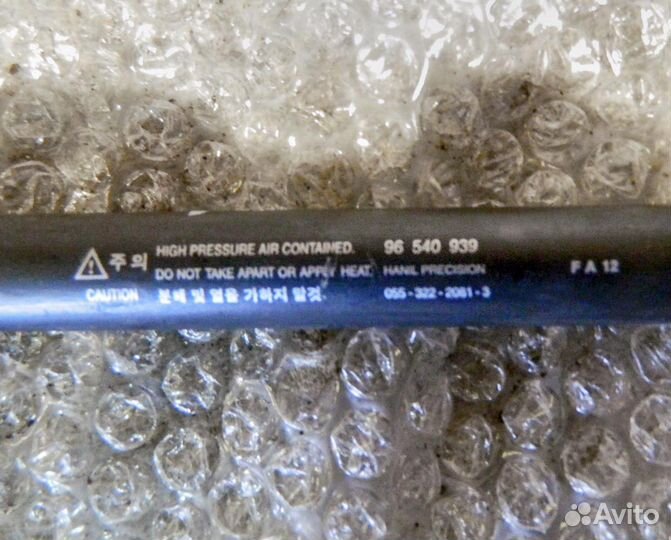 주의 HIGH PRESSURE AIR CONTAINED. 96 540 939
DO NOT TAKE APART OR APPLY HEAT. HANIL PRECISION F A 12
CAUTION 분해 및 열을 가하지 말것. 055-322-2081-3
Avito